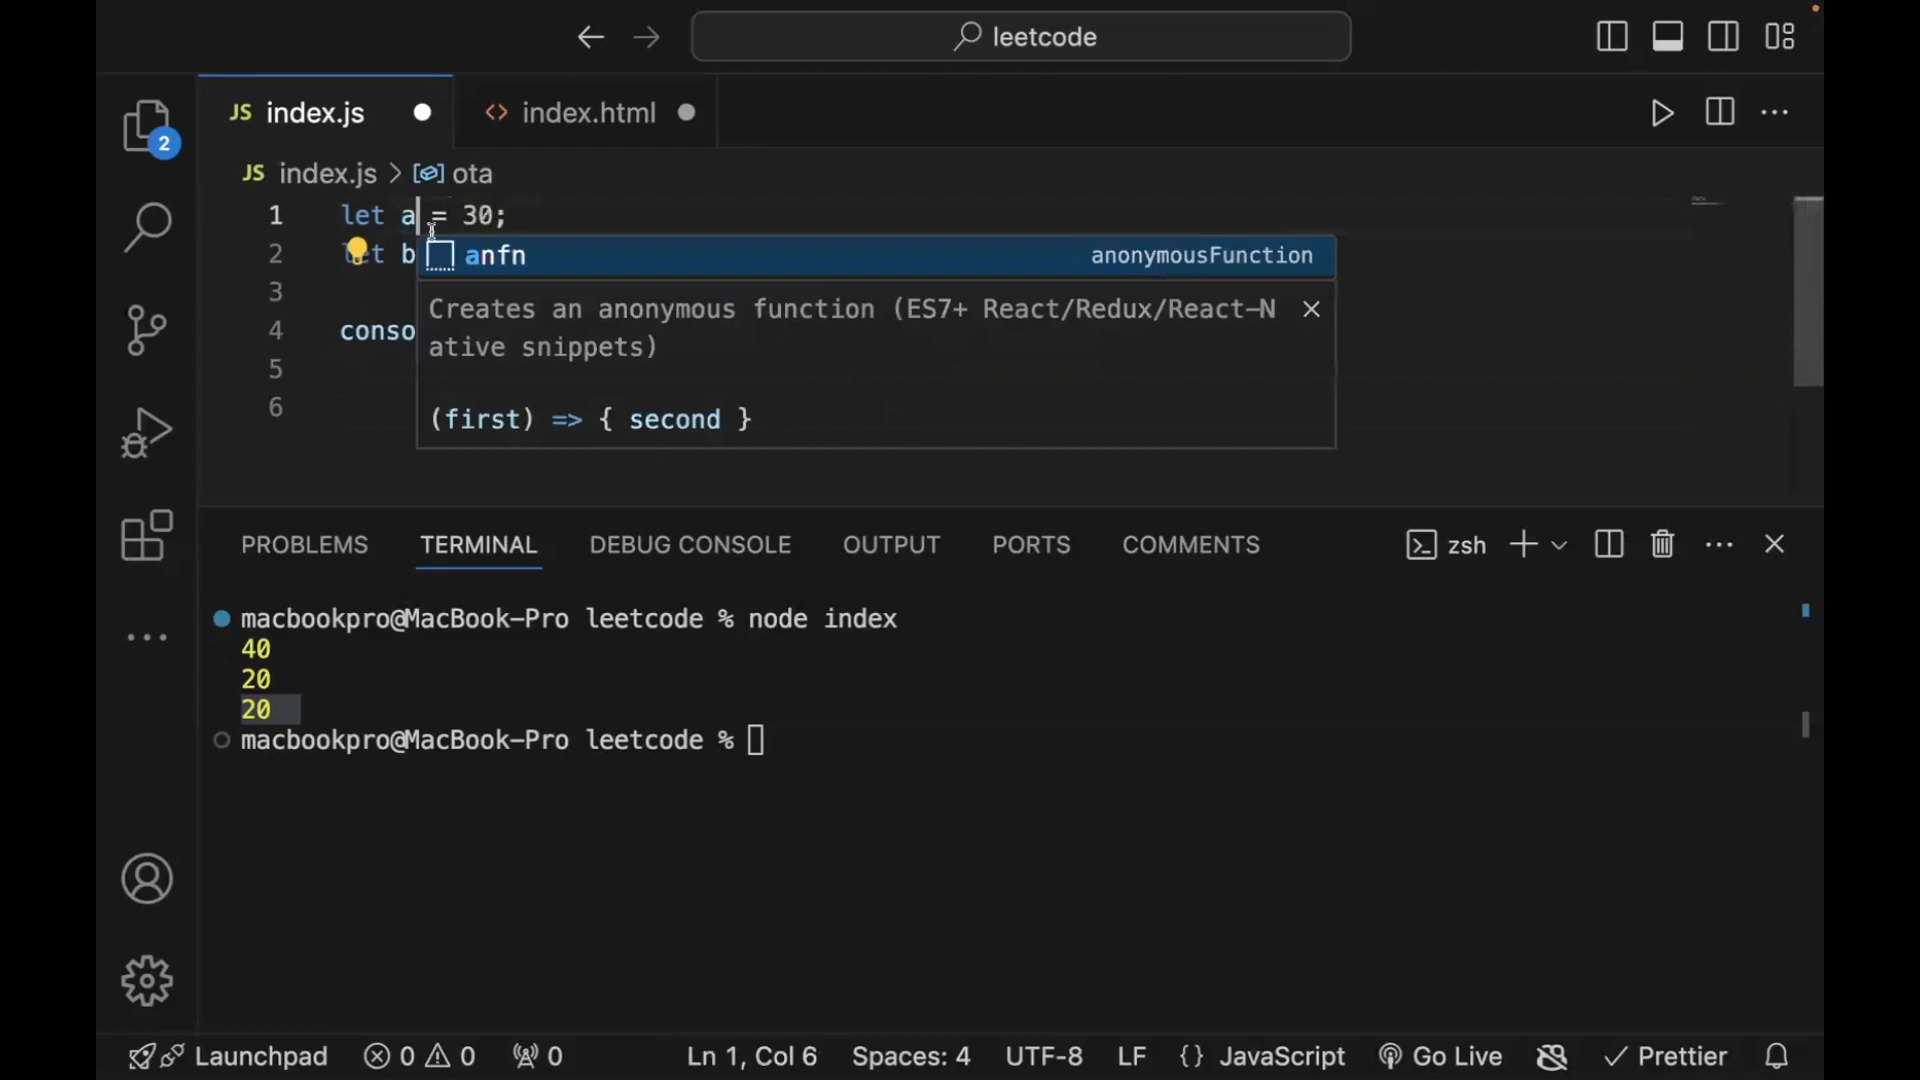 leetcode
JS index.js index.html
2
JS index.js > ota
1 let a = 30;
2 let b
anfn anonymousFunction
3
Creates an anonymous function (ES7+ React/Redux/React-N
4 conso
ative snippets)
5
6
(first) => { second }
PROBLEMS TERMINAL DEBUG CONSOLE OUTPUT PORTS COMMENTS zsh
macbookpro@MacBook-Pro leetcode % node index
40
20
20
macbookpro@MacBook-Pro leetcode %
Launchpad 0 0 0 Ln 1, Col 6 Spaces: 4 UTF-8 LF {} JavaScript Go Live Prettier